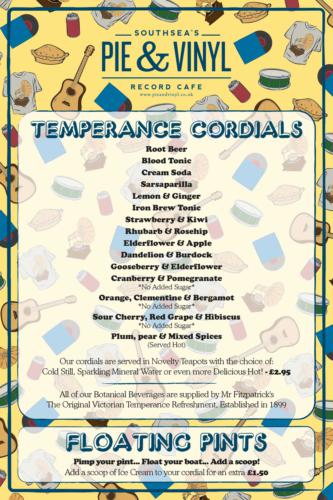 SOUTHSEA'S
PIE & VINYL
RECORD CAFE
www.pieandvinyl.co.uk
TEMPERANCE CORDIALS
Root Beer
Blood Tonic
Cream Soda
Sarsaparilla
Lemon & Ginger
Iron Brew Tonic
Strawberry & Kiwi
Rhubarb & Rosehip
Elderflower & Apple
Dandelion & Burdock
Gooseberry & Elderflower
Cranberry & Pomegranate
*No Added Sugar*
Orange, Clementine & Bergamot
*No Added Sugar*
Sour Cherry, Red Grape & Hibiscus
*No Added Sugar*
Plum, pear & Mixed Spices
(Served Hot)
Our cordials are served in Novelty Teapots with the choice of:
Cold Still, Sparkling Mineral Water or even more Delicious Hot! - £2.95
All of our Botanical Beverages are supplied by Mr Fitzpatrick's
The Original Victorian Temperance Refreshment, Established in 1899
FLOATING PINTS
Pimp your pint... Float your boat... Add a scoop!
Add a scoop of Ice Cream to your cordial for an extra £1.50